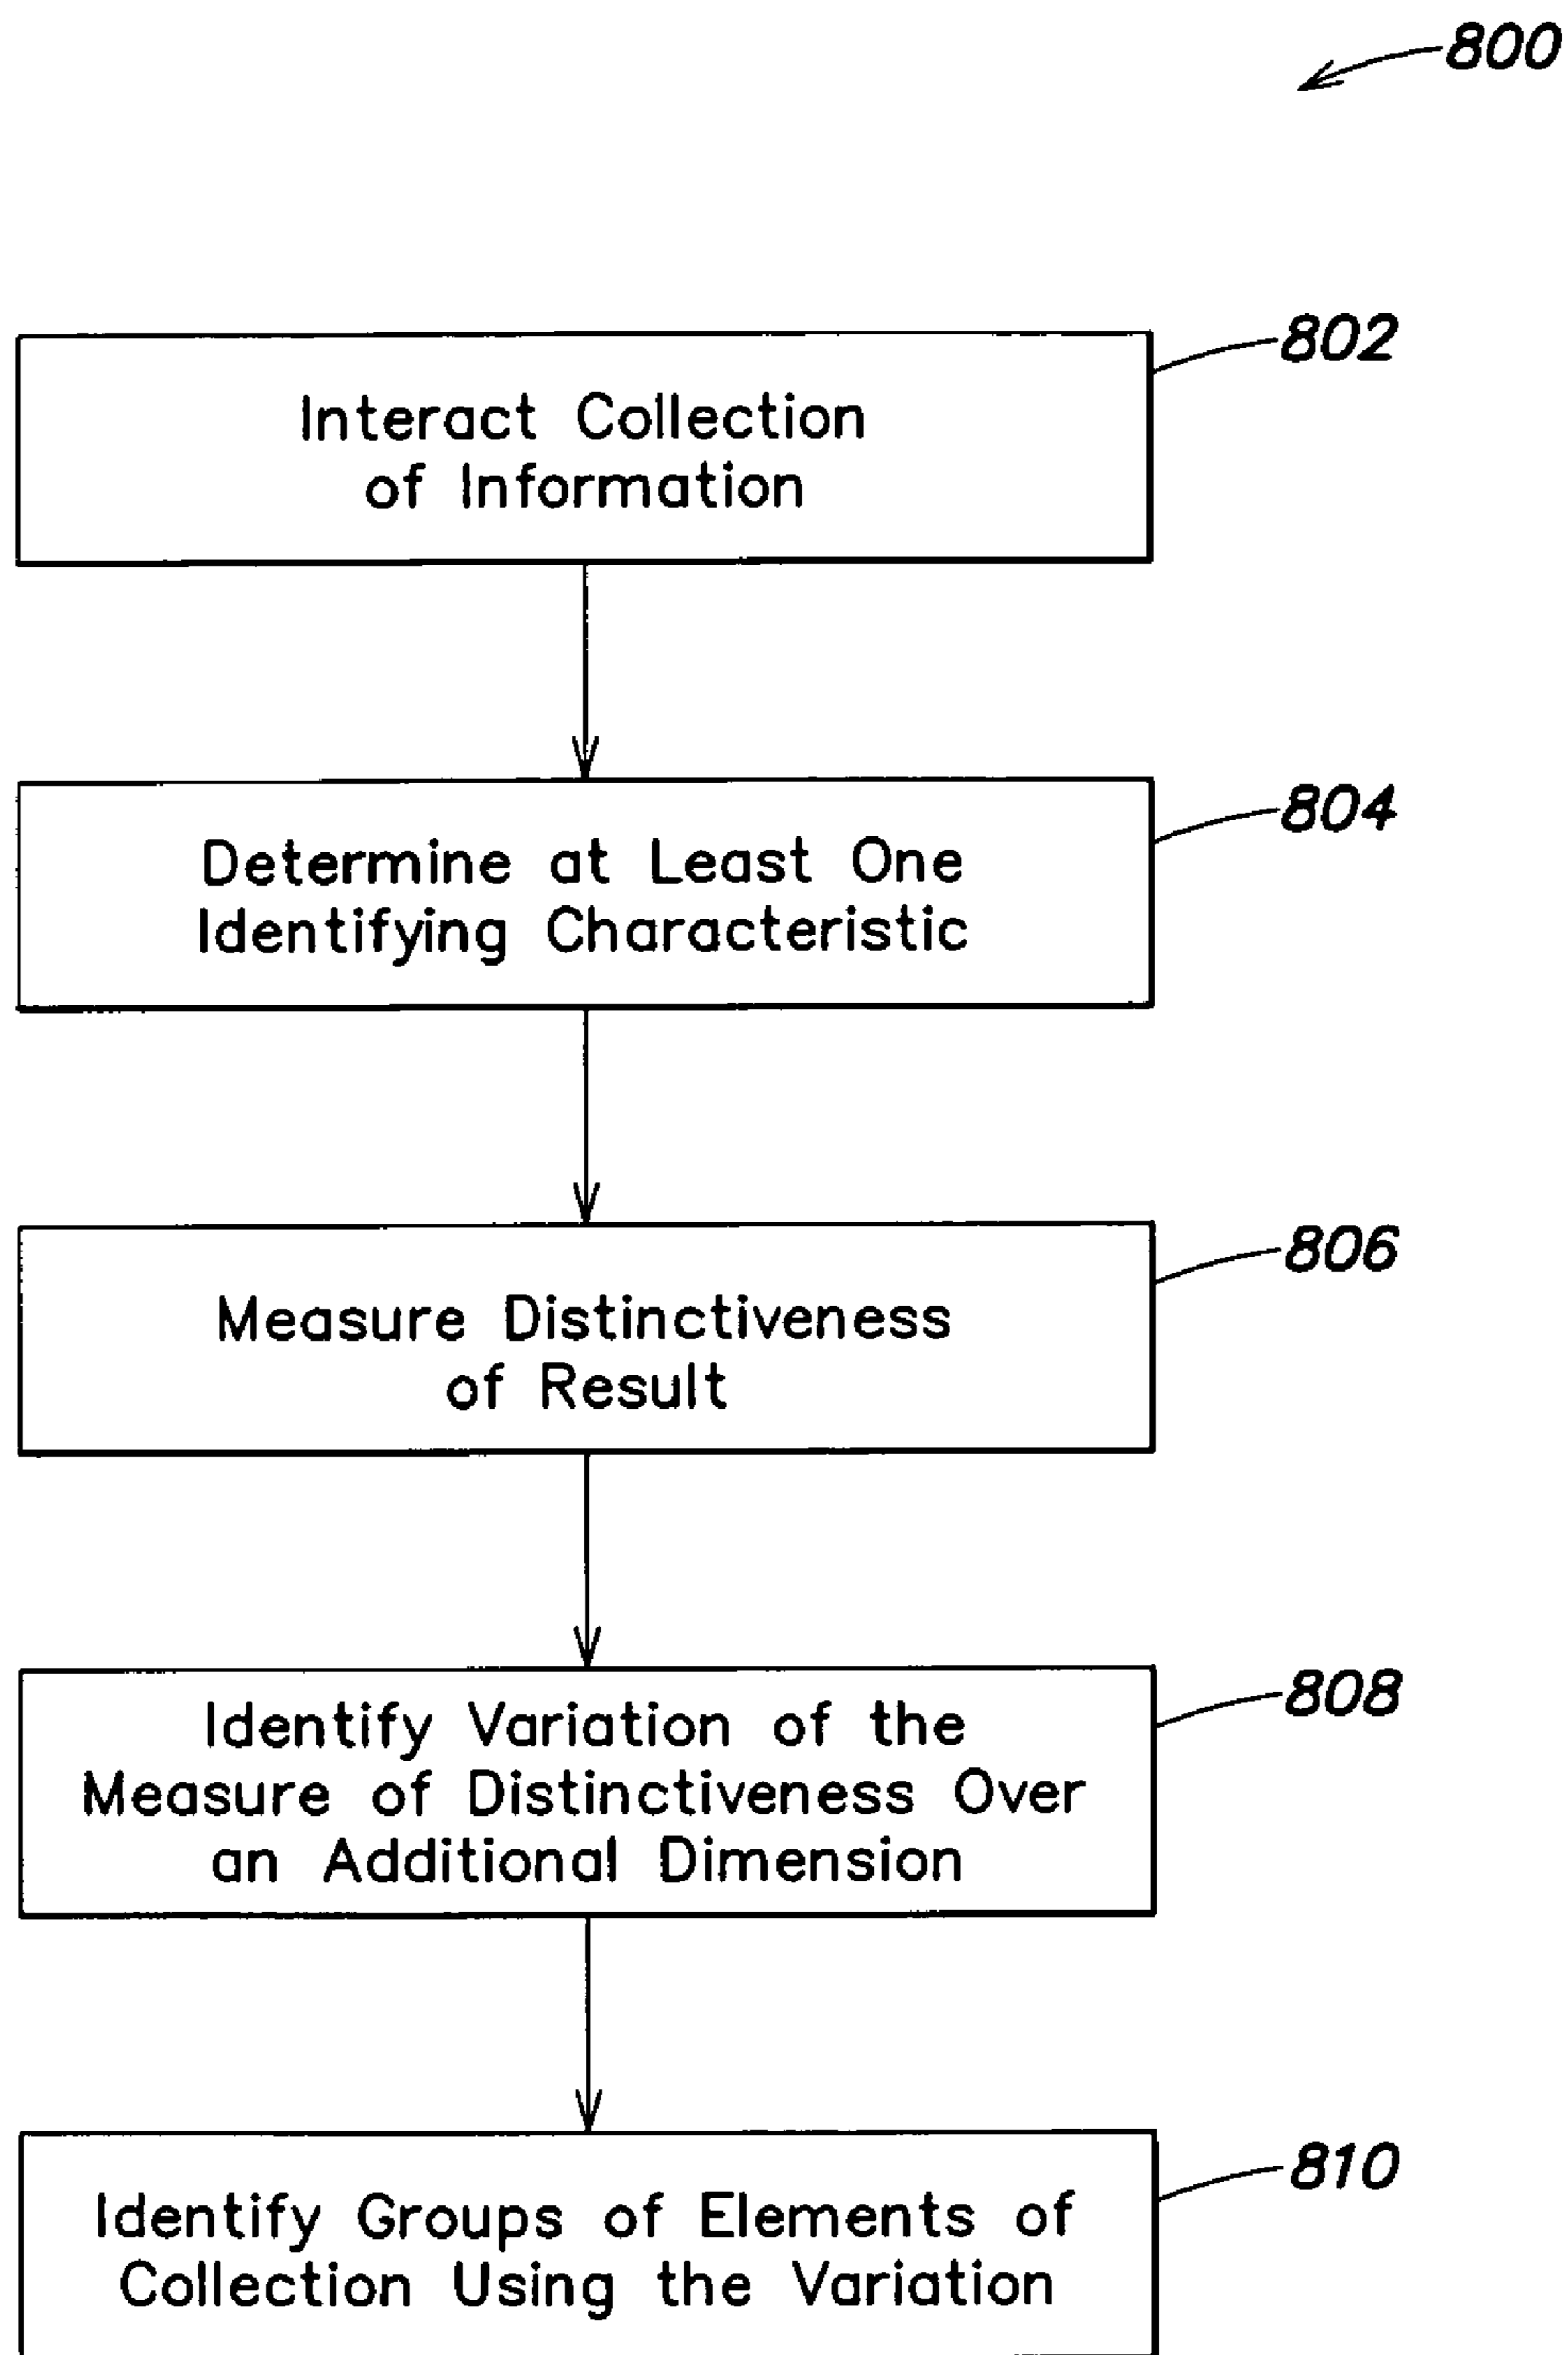 800
802
Interact Collection
of Information
804
Determine at Least One
Identifying Characteristic
806
Measure Distinctiveness
of Result
808
Identify Variation of the
Measure of Distinctiveness Over
an Additional Dimension
810
Identify Groups of Elements of
Collection Using the Variation